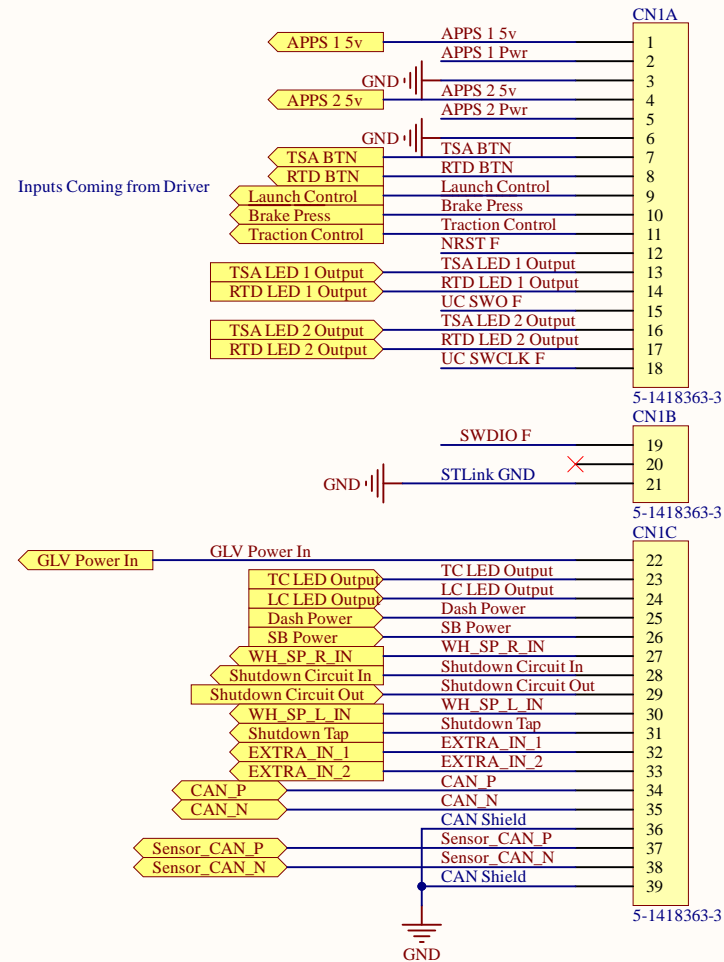 CN1A
APPS 1 5v APPS 1 5v 1
APPS 1 Pwr 2
GND 3
APPS 2 5v APPS 2 5v 4
APPS 2 Pwr 5
GND 6
TSA BTN TSA BTN 7
RTD BTN RTD BTN 8
Inputs Coming from Driver Launch Control Launch Control 9
Brake Press Brake Press 10
Traction Control Traction Control 11
NRST F 12
TSA LED 1 Output TSA LED 1 Output 13
RTD LED 1 Output RTD LED 1 Output 14
UC SWO F 15
TSA LED 2 Output TSA LED 2 Output 16
RTD LED 2 Output RTD LED 2 Output 17
UC SWCLK F 18
5-1418363-3
CN1B
SWDIO F 19
20
GND STLink GND 21
5-1418363-3
CN1C
GLV Power In GLV Power In 22
TC LED Output TC LED Output 23
LC LED Output LC LED Output 24
Dash Power Dash Power 25
SB Power SB Power 26
WH_SP_R_IN WH_SP_R_IN 27
Shutdown Circuit In Shutdown Circuit In 28
Shutdown Circuit Out Shutdown Circuit Out 29
WH_SP_L_IN WH_SP_L_IN 30
Shutdown Tap Shutdown Tap 31
EXTRA_IN_1 EXTRA_IN_1 32
EXTRA_IN_2 EXTRA_IN_2 33
CAN_P CAN_P 34
CAN_N CAN_N 35
CAN Shield 36
Sensor_CAN_P Sensor_CAN_P 37
Sensor_CAN_N Sensor_CAN_N 38
CAN Shield 39
5-1418363-3
GND